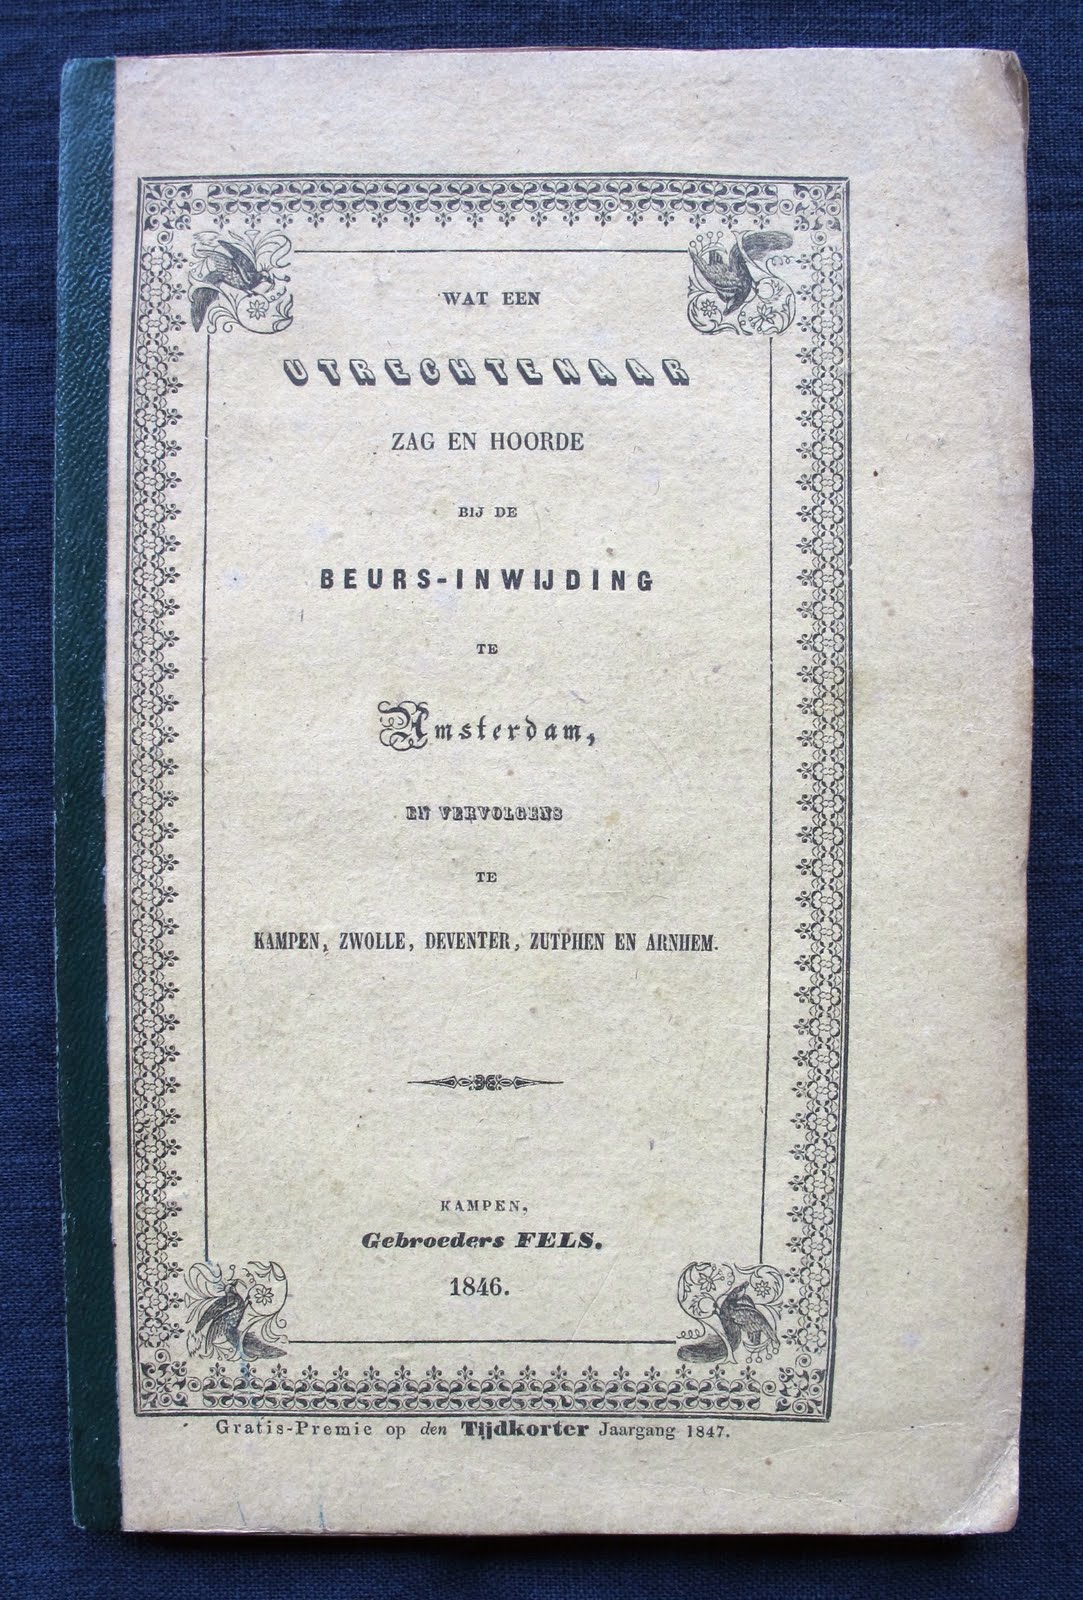 WAT EEN
UTRECHTENAAR
ZAG EN HOORDE
BIJ DE
BEURS-INWIJDING
TE
Amsterdam,
EN VERVOLGENS
TE
KAMPEN, ZWOLLE, DEVENTER, ZUTPHEN EN ARNHEM.
KAMPEN,
Gebroeders FELS.
1846.
Gratis-Premie op den Tijdkorter Jaargang 1847.